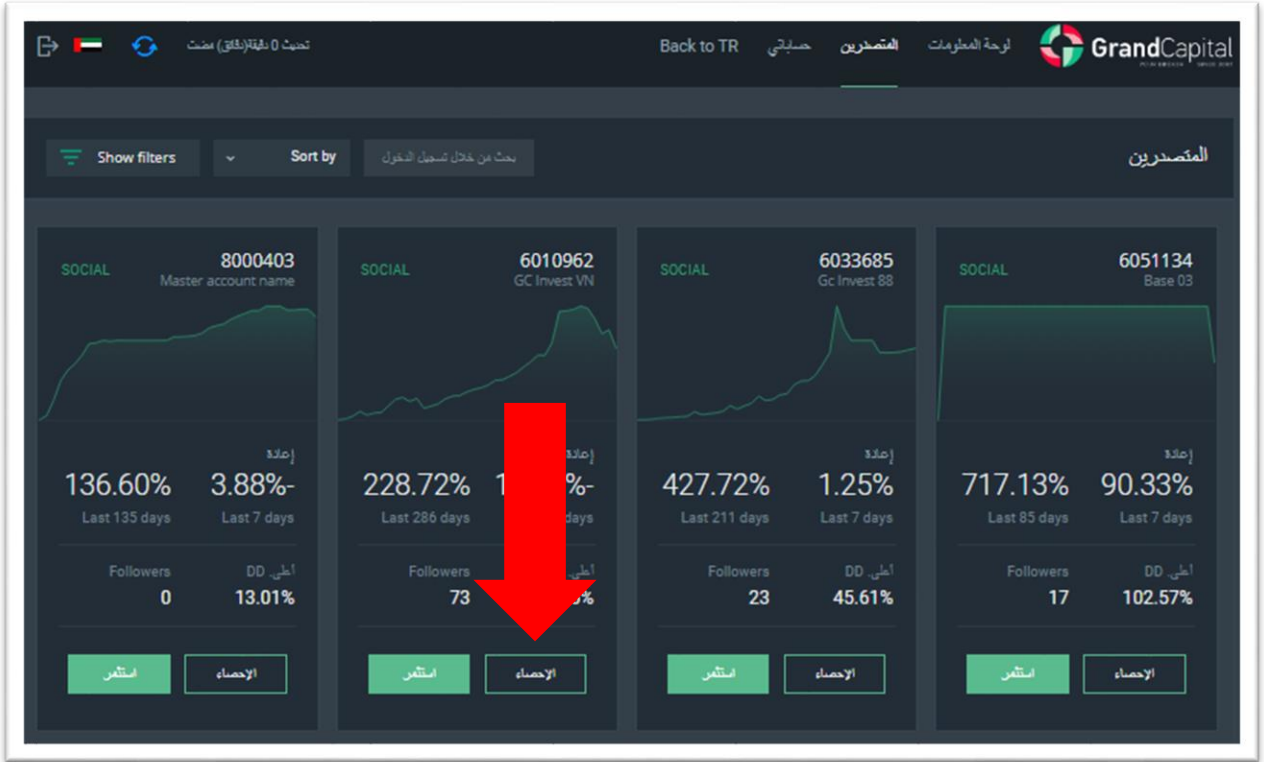 GrandCapital
لوحة المعلومات
المتصدرين
حساباتي
Back to TR
تحديث 0 دقيقة(دقائق) مضت
المتصدرين
بحث من خلال تسجيل الدخول
Sort by
Show filters
6051134
Base 03
SOCIAL
إعادة
717.13% 90.33%
Last 85 days Last 7 days
Followers أعلى. DD
17 102.57%
استثمر الإحصاء
6033685
Gc Invest 88
SOCIAL
إعادة
427.72% 1.25%
Last 211 days Last 7 days
Followers أعلى. DD
23 45.61%
استثمر الإحصاء
6010962
GC Invest VN
SOCIAL
إعادة
228.72%
Last 286 days days
Followers أعلى.
73
استثمر الإحصاء
8000403
Master account name
SOCIAL
إعادة
136.60% 3.88%-
Last 135 days Last 7 days
Followers أعلى. DD
0 13.01%
استثمر الإحصاء